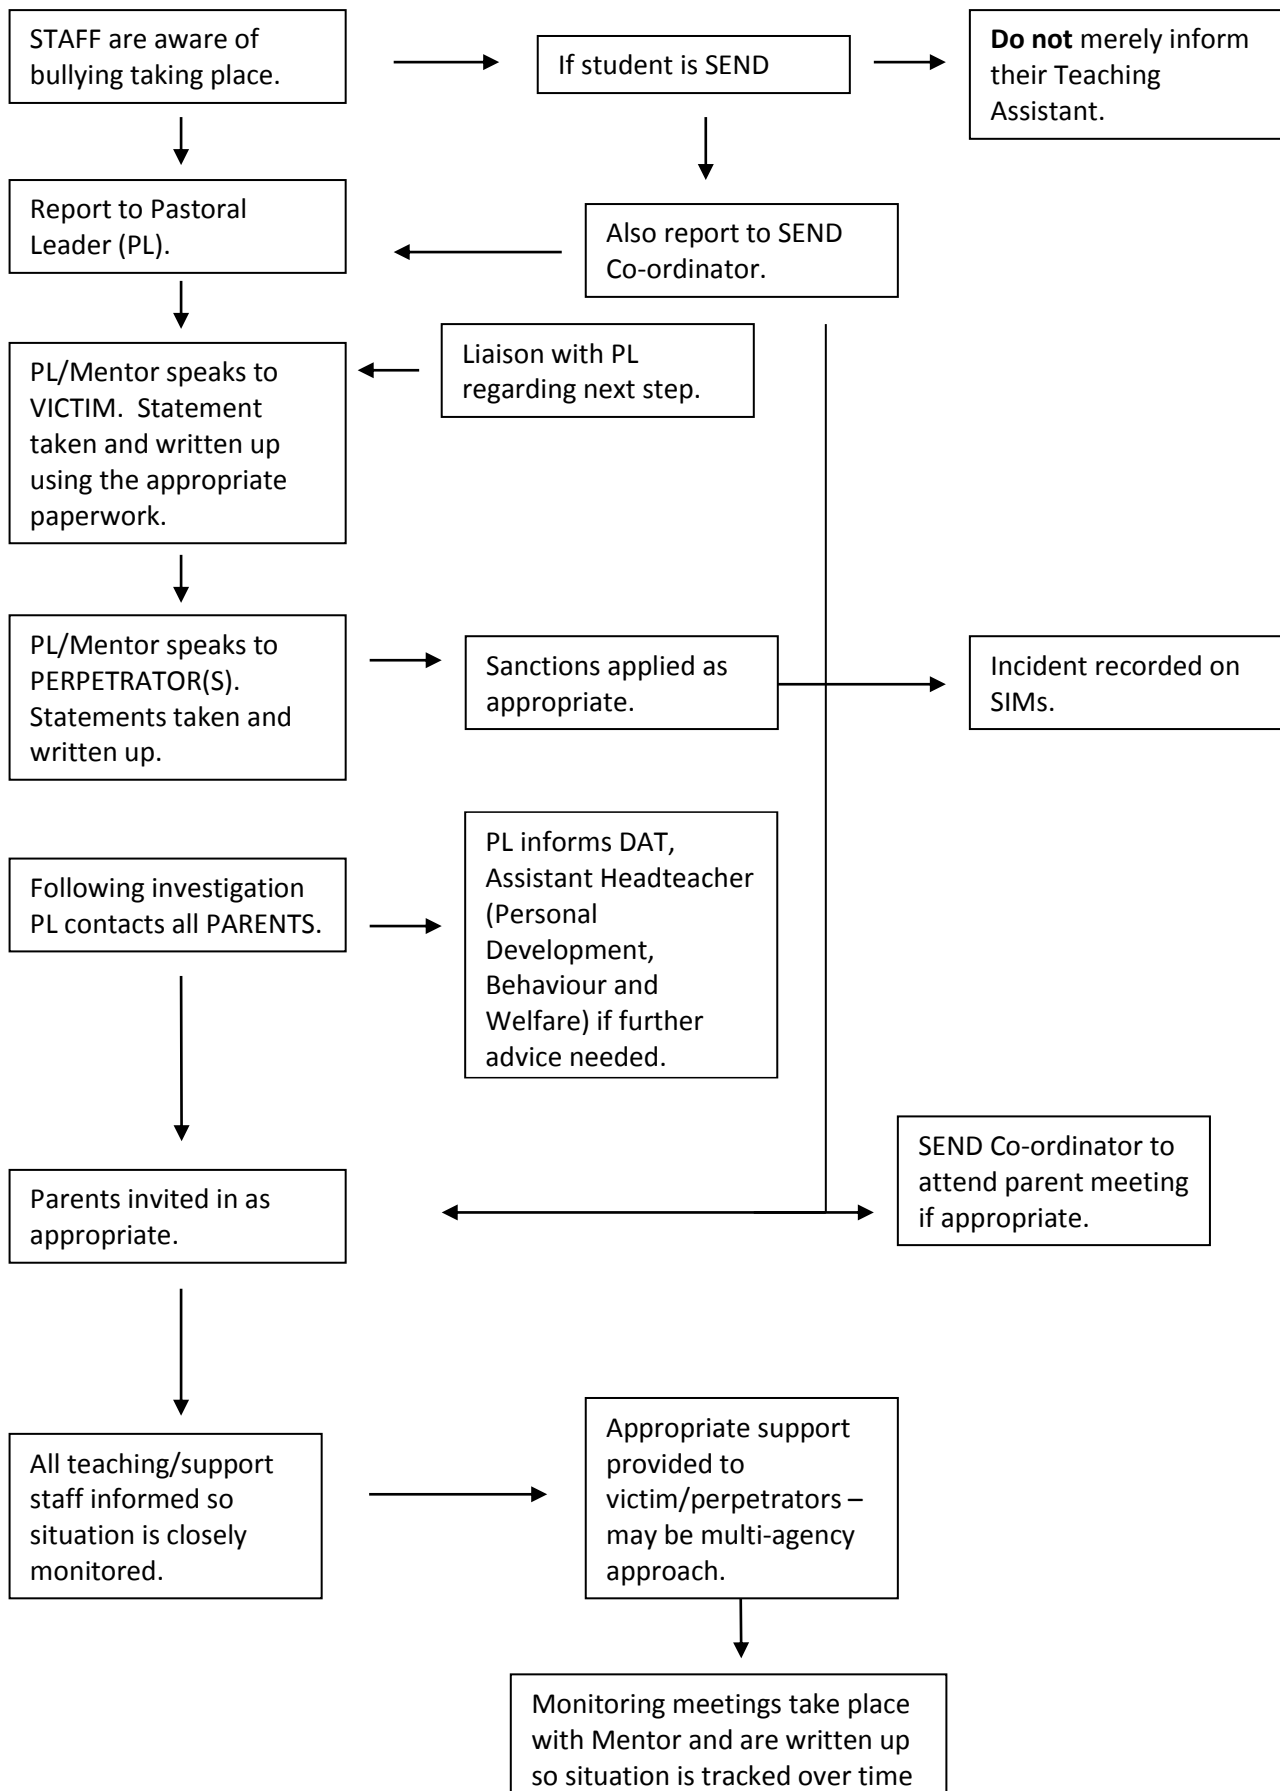 STAFF are aware of
bullying taking place.
If student is SEND
Do not merely inform
their Teaching
Assistant.
Report to Pastoral
Leader (PL).
Also report to SEND
Co-ordinator.
PL/Mentor speaks to
VICTIM.  Statement
taken and written up
using the appropriate
paperwork.
Liaison with PL
regarding next step.
PL/Mentor speaks to
PERPETRATOR(S).
Statements taken and
written up.
Sanctions applied as
appropriate.
Incident recorded on
SIMs.
Following investigation
PL contacts all PARENTS.
PL informs DAT,
Assistant Headteacher
(Personal
Development,
Behaviour and
Welfare) if further
advice needed.
Parents invited in as
appropriate.
SEND Co-ordinator to
attend parent meeting
if appropriate.
All teaching/support
staff informed so
situation is closely
monitored.
Appropriate support
provided to
victim/perpetrators –
may be multi-agency
approach.
Monitoring meetings take place
with Mentor and are written up
so situation is tracked over time